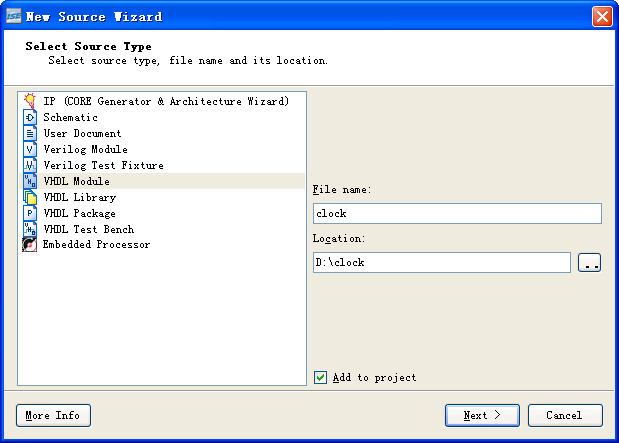 ISE New Source Wizard
Select Source Type
Select source type, file name and its location.
IP (CORE Generator & Architecture Wizard)
Schematic
User Document
Verilog Module
Verilog Test Fixture
VHDL Module
VHDL Library
VHDL Package
VHDL Test Bench
Embedded Processor
File name:
clock
Location:
D:\clock
..
Add to project
More Info
Next >
Cancel